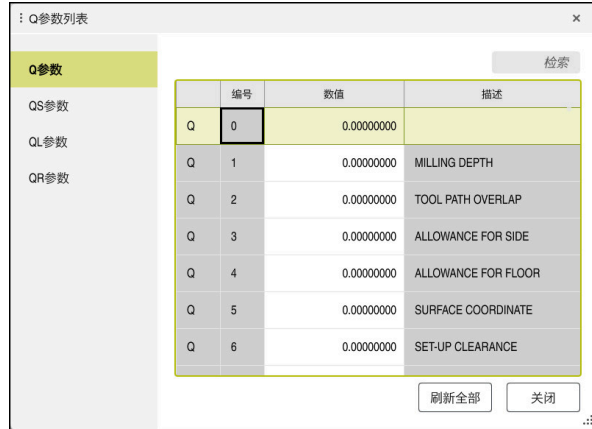 Q参数列表 ×
检索
Q参数
QS参数
QL参数
QR参数
编号 数值 描述
Q 0 0.00000000
Q 1 0.00000000 MILLING DEPTH
Q 2 0.00000000 TOOL PATH OVERLAP
Q 3 0.00000000 ALLOWANCE FOR SIDE
Q 4 0.00000000 ALLOWANCE FOR FLOOR
Q 5 0.00000000 SURFACE COORDINATE
Q 6 0.00000000 SET-UP CLEARANCE
刷新全部 关闭